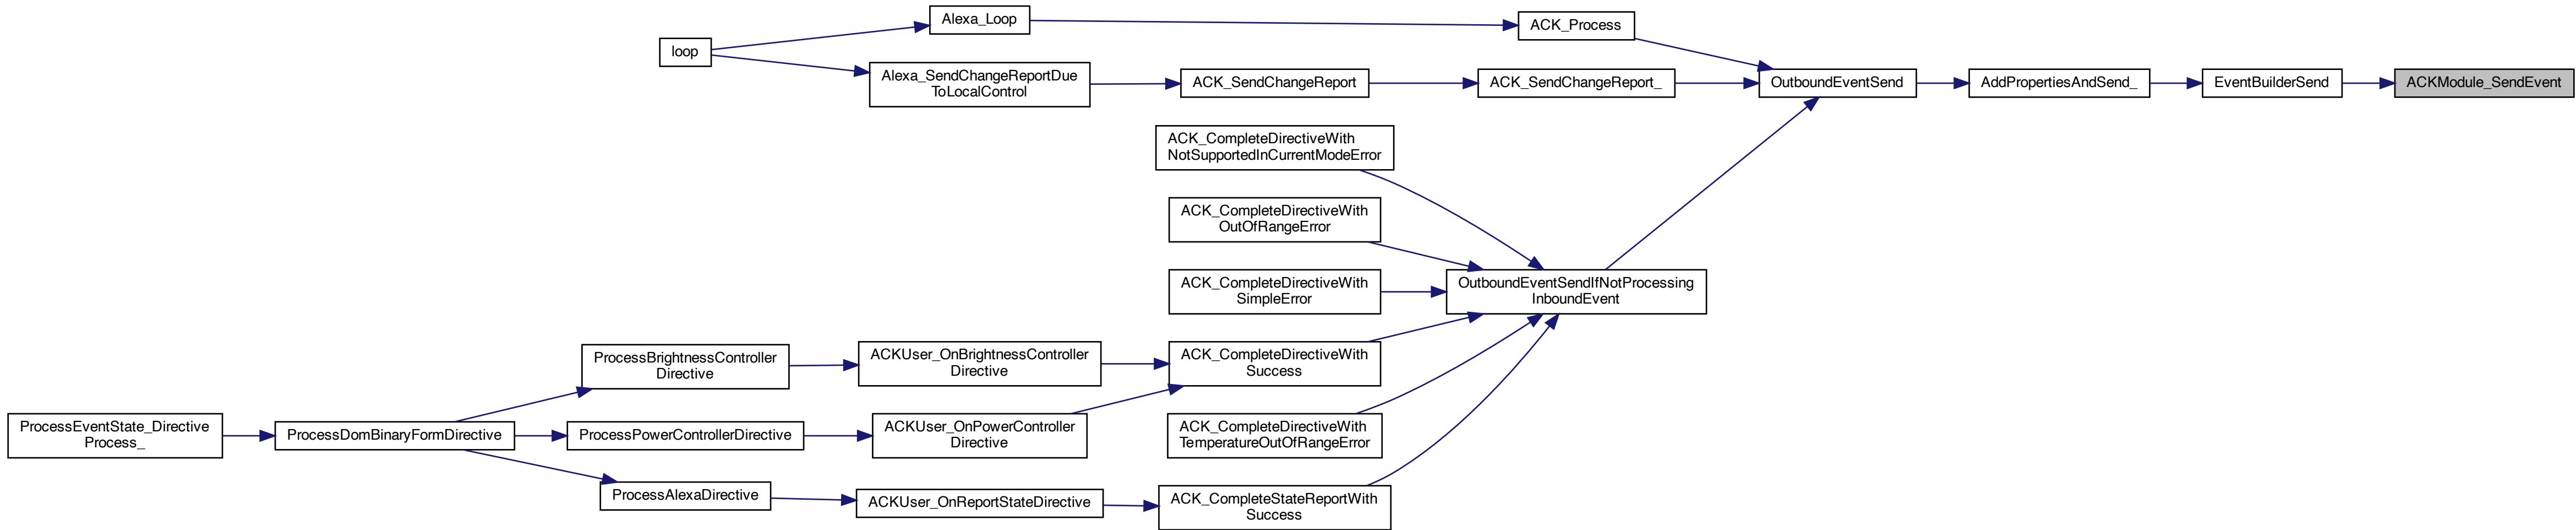 Alexa_Loop
ACK_Process
loop
Alexa_SendChangeReportDue
ToLocalControl
ACK_SendChangeReport
ACK_SendChangeReport_
OutboundEventSend
AddPropertiesAndSend_
EventBuilderSend
ACKModule_SendEvent
ACK_CompleteDirectiveWith
NotSupportedInCurrentModeError
ACK_CompleteDirectiveWith
OutOfRangeError
ACK_CompleteDirectiveWith
SimpleError
OutboundEventSendIfNotProcessing
InboundEvent
ProcessBrightnessController
Directive
ACKUser_OnBrightnessController
Directive
ACK_CompleteDirectiveWith
Success
ProcessEventState_Directive
Process_
ProcessDomBinaryFormDirective
ProcessPowerControllerDirective
ACKUser_OnPowerController
Directive
ACK_CompleteDirectiveWith
TemperatureOutOfRangeError
ProcessAlexaDirective
ACKUser_OnReportStateDirective
ACK_CompleteStateReportWith
Success